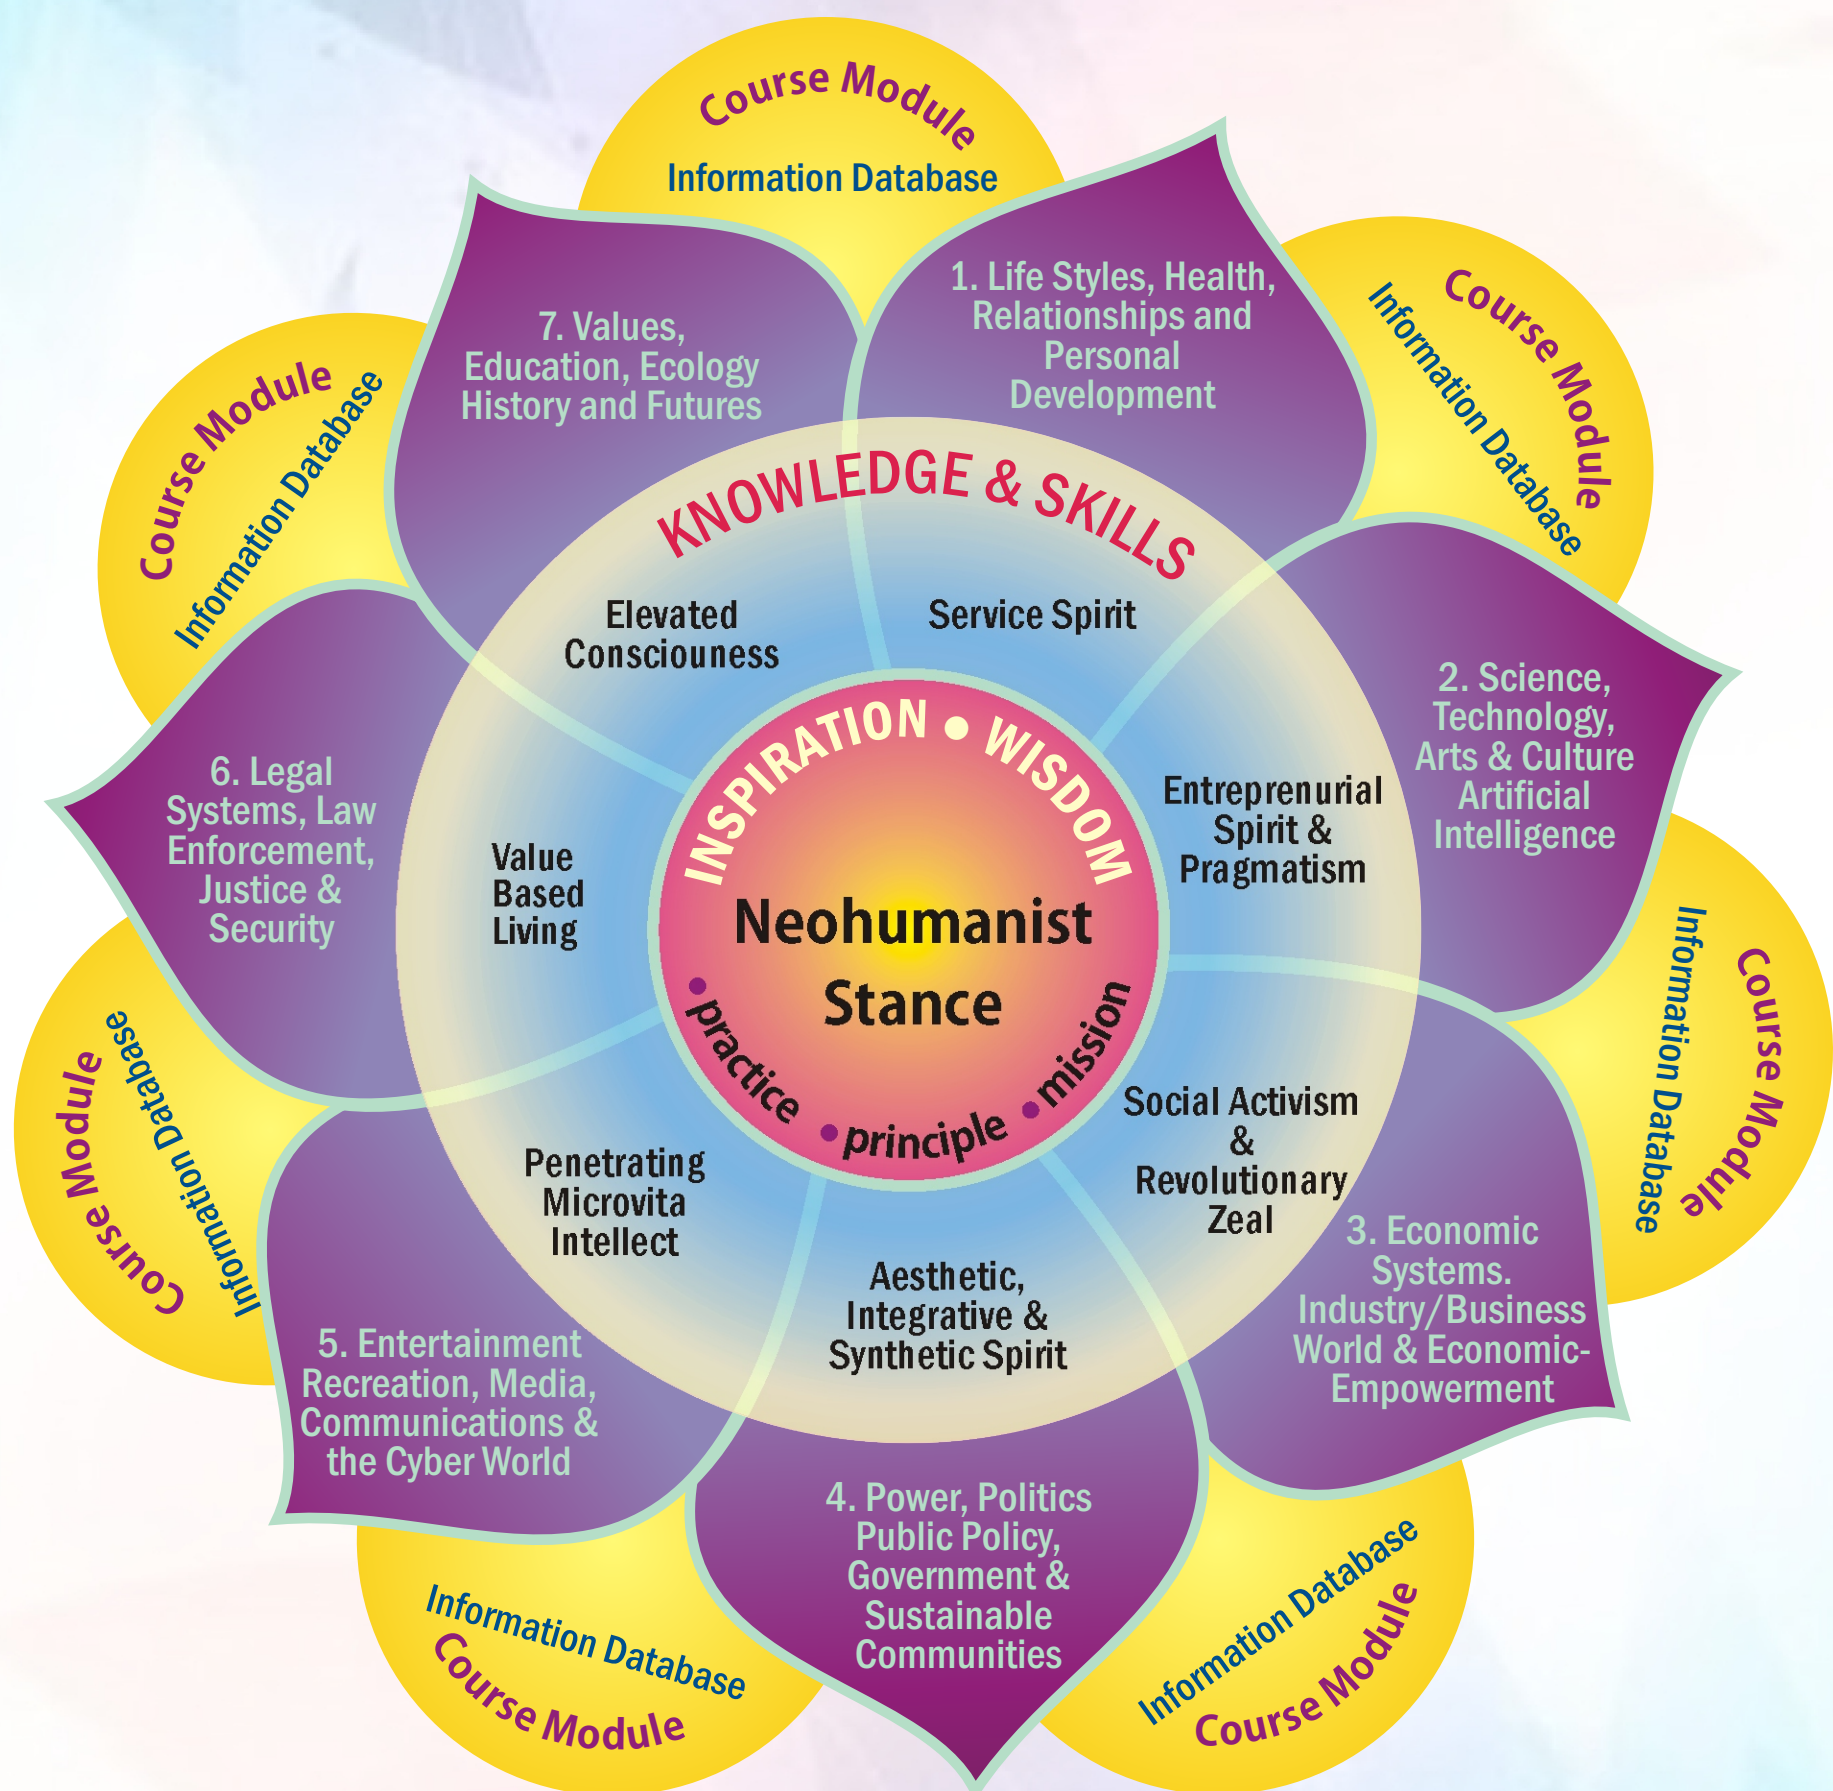 Course Module
Information Database
1. Life Styles, Health,
Relationships and
Personal
Development
Course Module
Information Database
2. Science,
Technology,
Arts & Culture
Artificial
Intelligence
Course Module
Information Database
3. Economic
Systems.
Industry/Business
World & Economic-
Empowerment
Information Database
Course Module
4. Power, Politics
Public Policy,
Government &
Sustainable
Communities
Information Database
Course Module
5. Entertainment
Recreation, Media,
Communications &
the Cyber World
Course Module
Information Database
6. Legal
Systems, Law
Enforcement,
Justice &
Security
Course Module
Information Database
7. Values,
Education, Ecology
History and Futures
KNOWLEDGE & SKILLS
Service Spirit
Entreprenurial
Spirit &
Pragmatism
Social Activism
&
Revolutionary
Zeal
Aesthetic,
Integrative &
Synthetic Spirit
Penetrating
Microvita
Intellect
Value
Based
Living
Elevated
Consciouness
INSPIRATION • WISDOM
Neohumanist
Stance
• practice • principle • mission